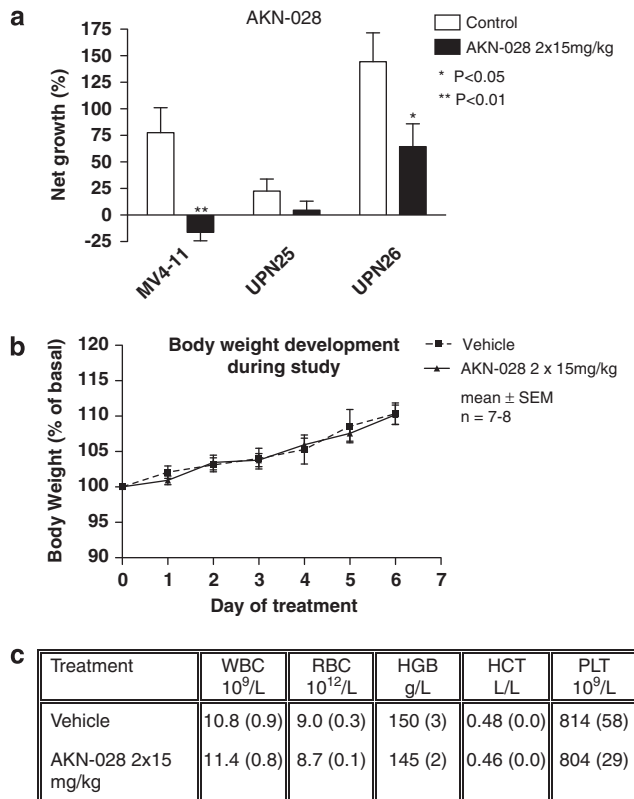 a
AKN-028
Control
AKN-028 2x15mg/kg
* P<0.05
** P<0.01
Net growth (%)
175
150
125
100
75
50
25
0
-25
**
*
MV4-11
UPN25
UPN26
b
Body weight development
during study
Vehicle
AKN-028 2 x 15mg/kg
mean ± SEM
n = 7-8
Body Weight (% of basal)
120
115
110
105
100
95
90
0 1 2 3 4 5 6 7
Day of treatment
c
Treatment WBC RBC HGB HCT PLT
10⁹/L 10¹²/L g/L L/L 10⁹/L
Vehicle 10.8 (0.9) 9.0 (0.3) 150 (3) 0.48 (0.0) 814 (58)
AKN-028 2x15 11.4 (0.8) 8.7 (0.1) 145 (2) 0.46 (0.0) 804 (29)
mg/kg